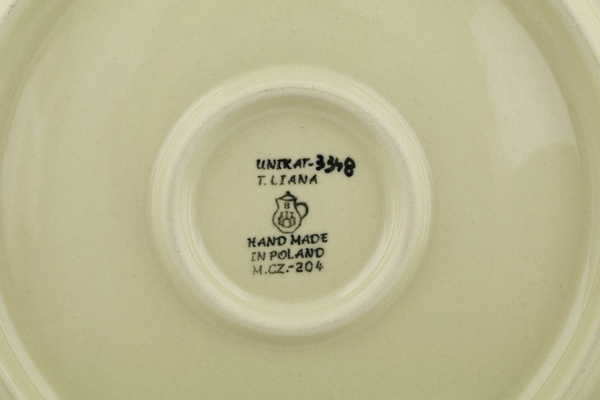 UNIKAT-3348
T. LIANA
B
HAND MADE
IN POLAND
M.CZ.-204